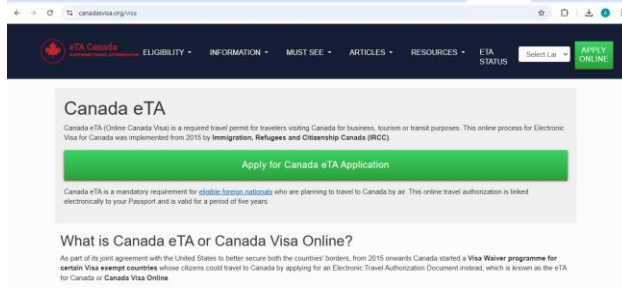 canadaevisa.org/visa
eTA Canada
ELECTRONIC TRAVEL AUTHORIZATION
ELIGIBILITY
INFORMATION
MUST SEE
ARTICLES
RESOURCES
ETA
STATUS
Select Lar
APPLY
ONLINE
Canada eTA
Canada eTA (Online Canada Visa) is a required travel permit for travelers visiting Canada for business, tourism or transit purposes. This online process for Electronic
Visa for Canada was implemented from 2015 by Immigration, Refugees and Citizenship Canada (IRCC).
Apply for Canada eTA Application
Canada eTA is a mandatory requirement for eligible foreign nationals who are planning to travel to Canada by air. This online travel authorization is linked
electronically to your Passport and is valid for a period of five years.
What is Canada eTA or Canada Visa Online?
As part of its joint agreement with the United States to better secure both the countries' borders, from 2015 onwards Canada started a Visa Waiver programme for
certain Visa exempt countries whose citizens could travel to Canada by applying for an Electronic Travel Authorization Document instead, which is known as the eTA
for Canada or Canada Visa Online.